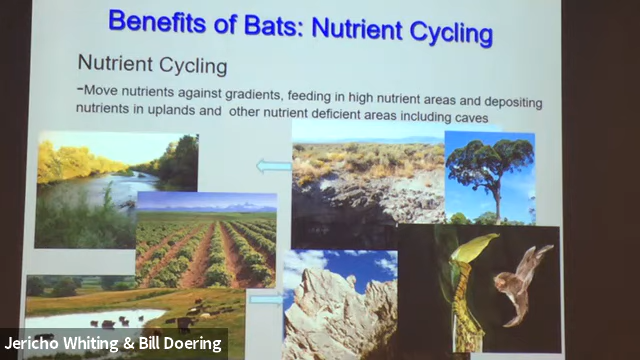 Benefits of Bats: Nutrient Cycling
Nutrient Cycling
-Move nutrients against gradients, feeding in high nutrient areas and depositing
nutrients in uplands and other nutrient deficient areas including caves
Jericho Whiting & Bill Doering